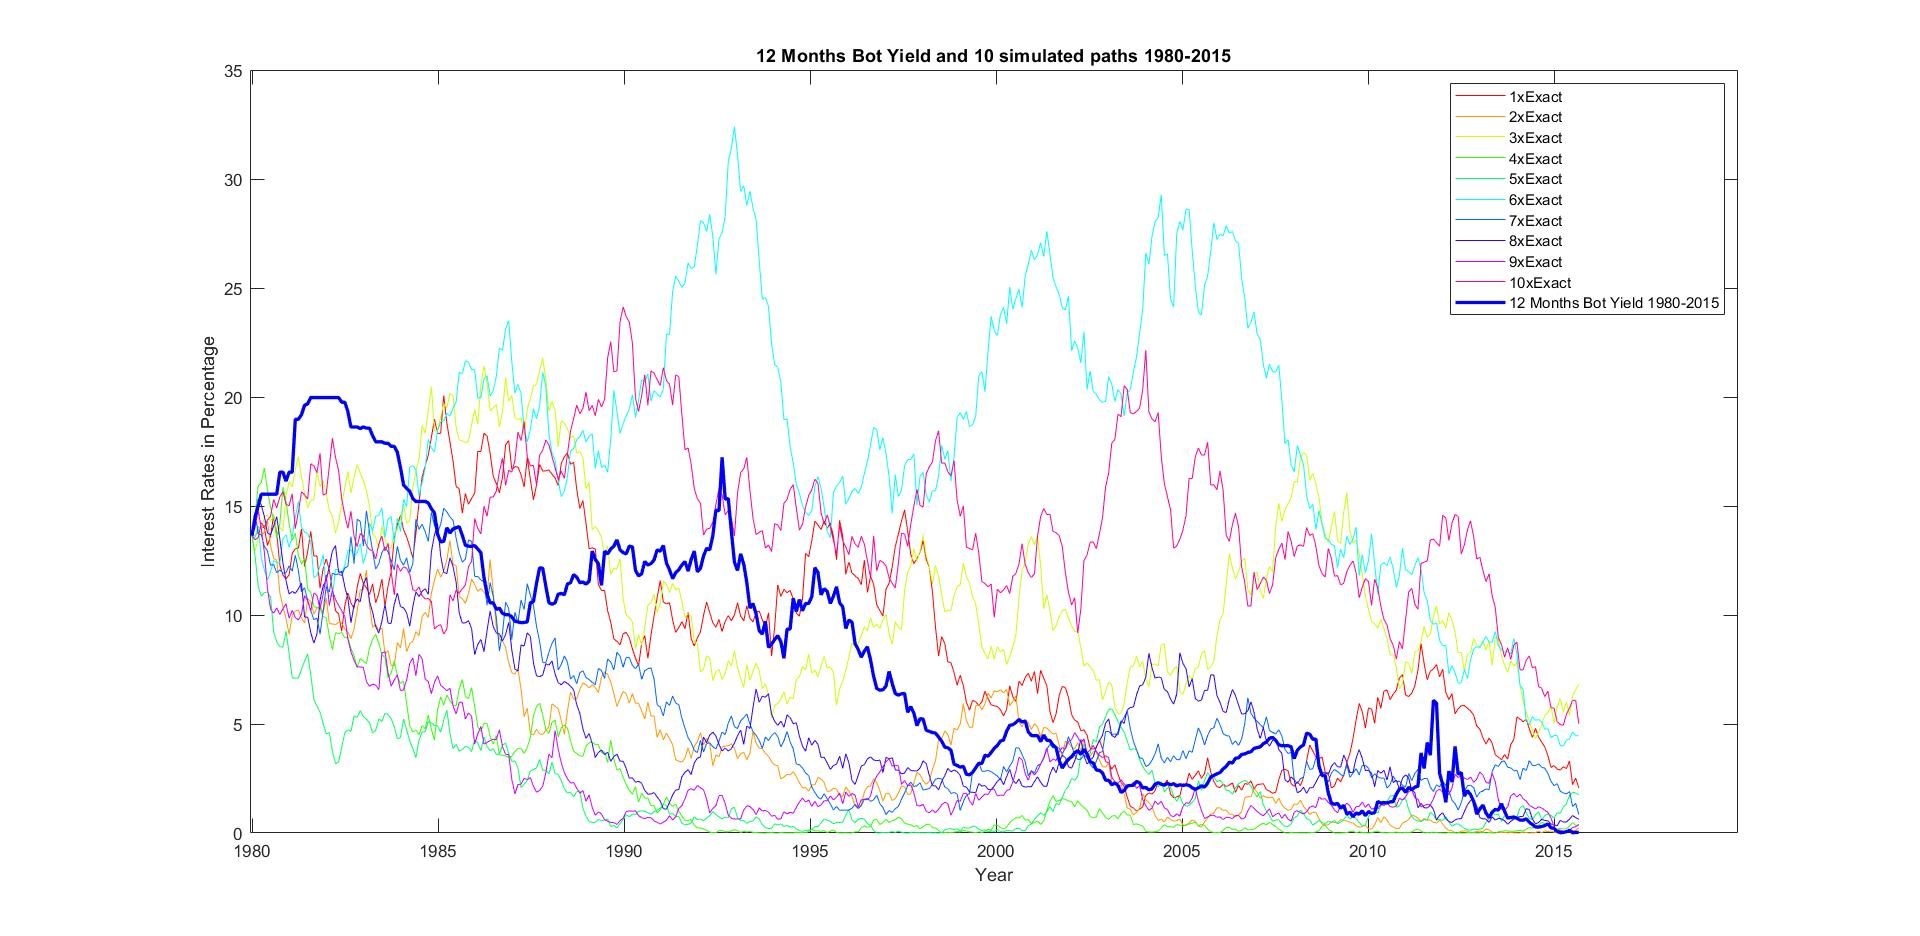 12 Months Bot Yield and 10 simulated paths 1980-2015
35
30
25
20
15
10
5
0
Interest Rates in Percentage
1xExact
2xExact
3xExact
4xExact
5xExact
6xExact
7xExact
8xExact
9xExact
10xExact
12 Months Bot Yield 1980-2015
1980 1985 1990 1995 2000 2005 2010 2015
Year